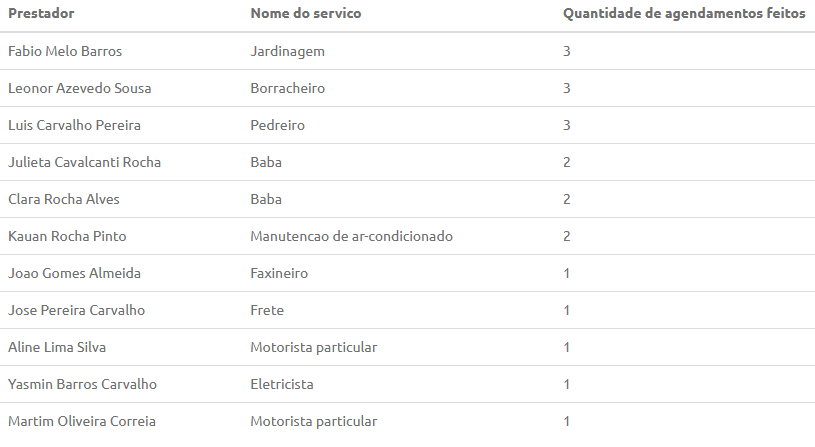 Prestador Nome do servico Quantidade de agendamentos feitos
Fabio Melo Barros Jardinagem 3
Leonor Azevedo Sousa Borracheiro 3
Luis Carvalho Pereira Pedreiro 3
Julieta Cavalcanti Rocha Baba 2
Clara Rocha Alves Baba 2
Kauan Rocha Pinto Manutencao de ar-condicionado 2
Joao Gomes Almeida Faxineiro 1
Jose Pereira Carvalho Frete 1
Aline Lima Silva Motorista particular 1
Yasmin Barros Carvalho Eletricista 1
Martim Oliveira Correia Motorista particular 1